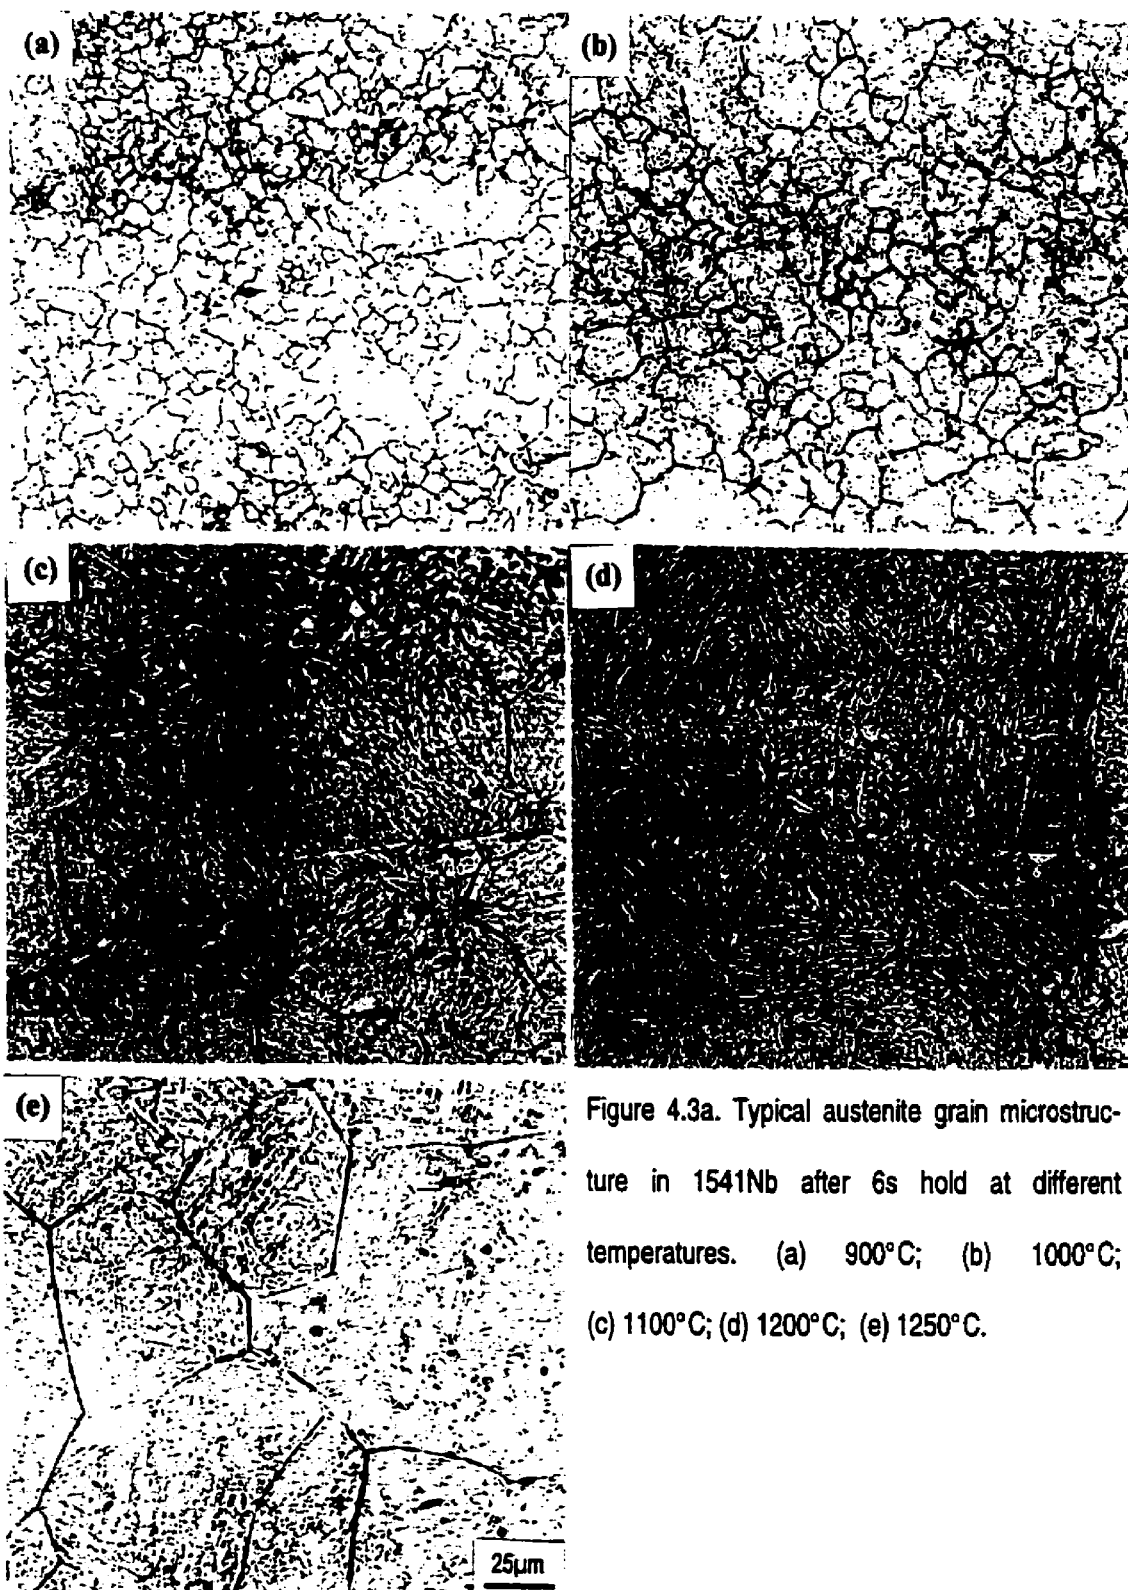 (a)
(b)
(c)
(d)
(e)
Figure 4.3a. Typical austenite grain microstruc-
ture in 1541Nb after 6s hold at different
temperatures. (a) 900°C; (b) 1000°C;
(c) 1100°C; (d) 1200°C; (e) 1250°C.
25µm